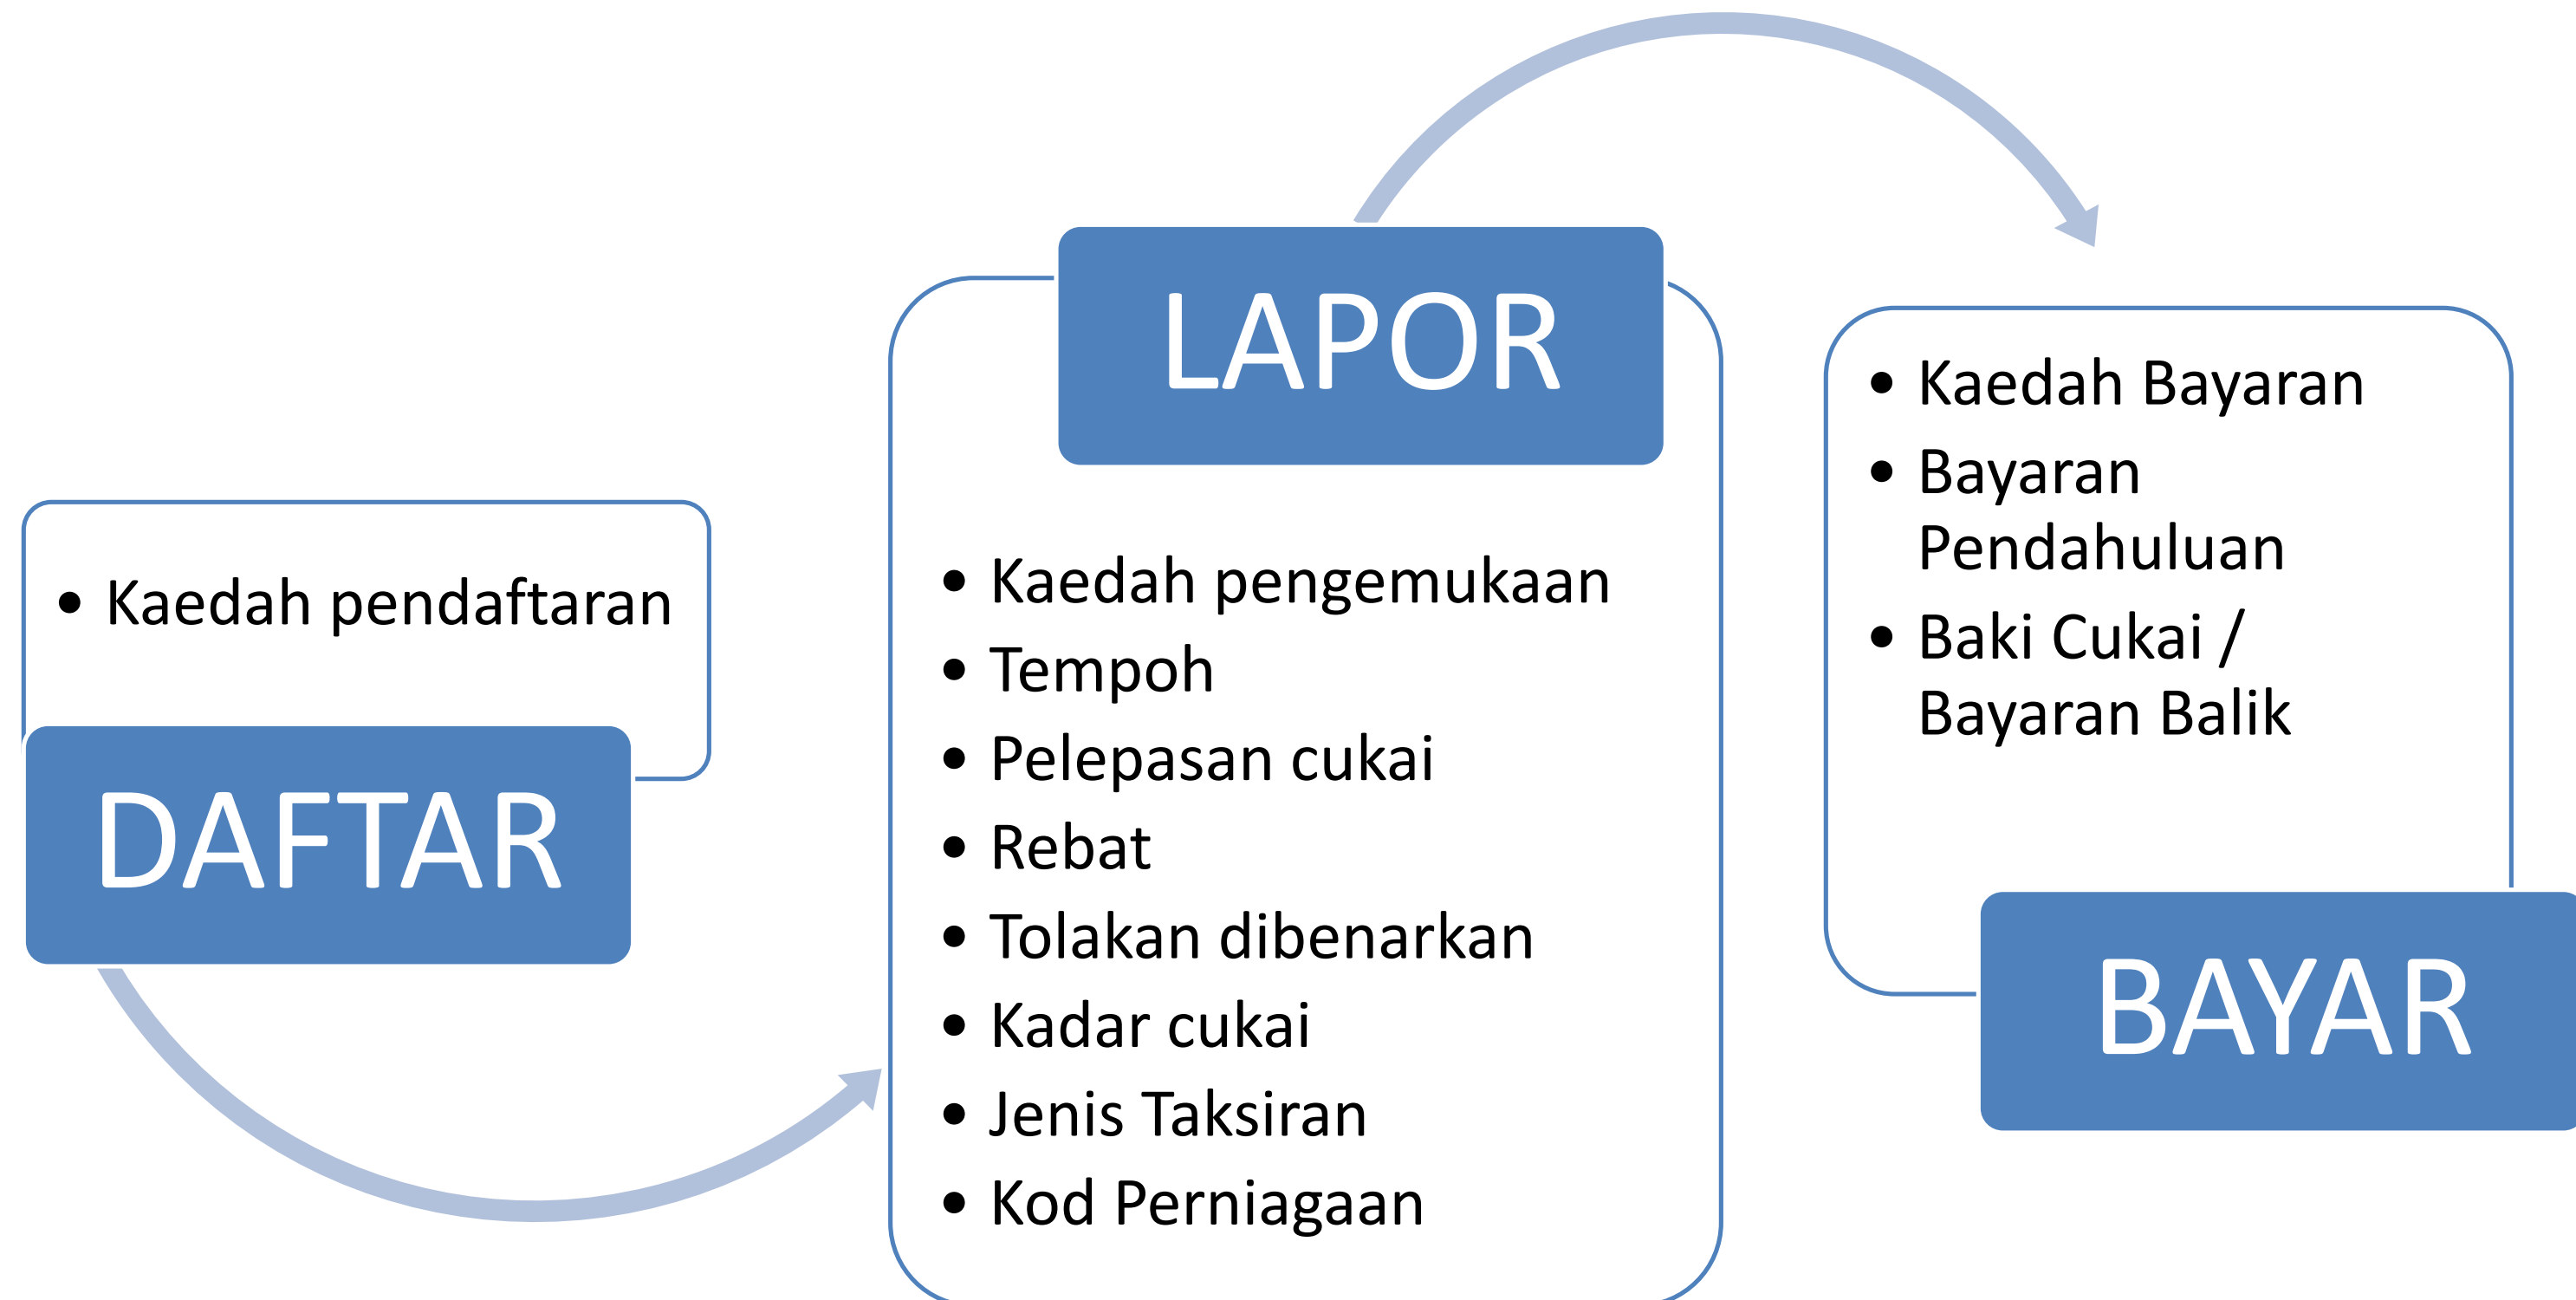 • Kaedah pendaftaran
DAFTAR
LAPOR
• Kaedah pengemukaan
• Tempoh
• Pelepasan cukai
• Rebat
• Tolakan dibenarkan
• Kadar cukai
• Jenis Taksiran
• Kod Perniagaan
• Kaedah Bayaran
• Bayaran
Pendahuluan
• Baki Cukai /
Bayaran Balik
BAYAR